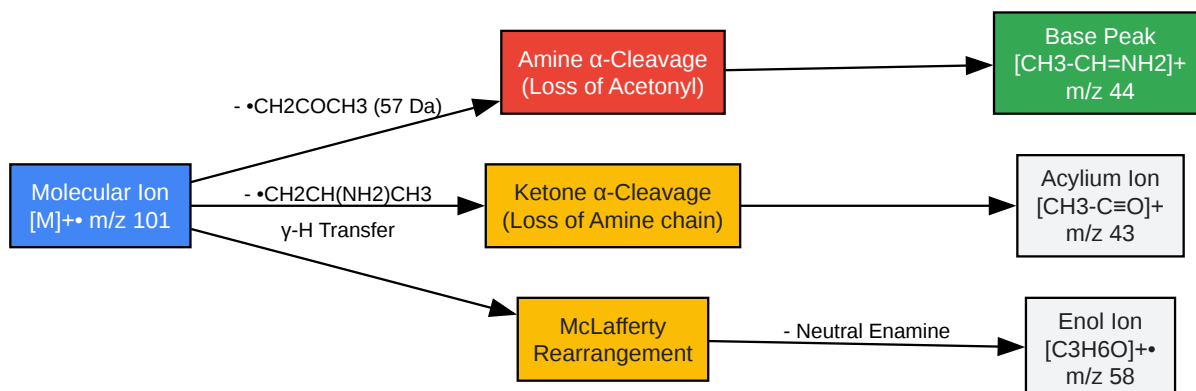 Base Peak
[CH3-CH=NH2]+
m/z 44
Amine α-Cleavage
(Loss of Acetonyl)
- •CH2COCH3 (57 Da)
Molecular Ion
[M]+• m/z 101
- •CH2CH(NH2)CH3
γ-H Transfer
Ketone α-Cleavage
(Loss of Amine chain)
Acylium Ion
[CH3-C≡O]+
m/z 43
McLafferty
Rearrangement
- Neutral Enamine
Enol Ion
[C3H6O]+•
m/z 58